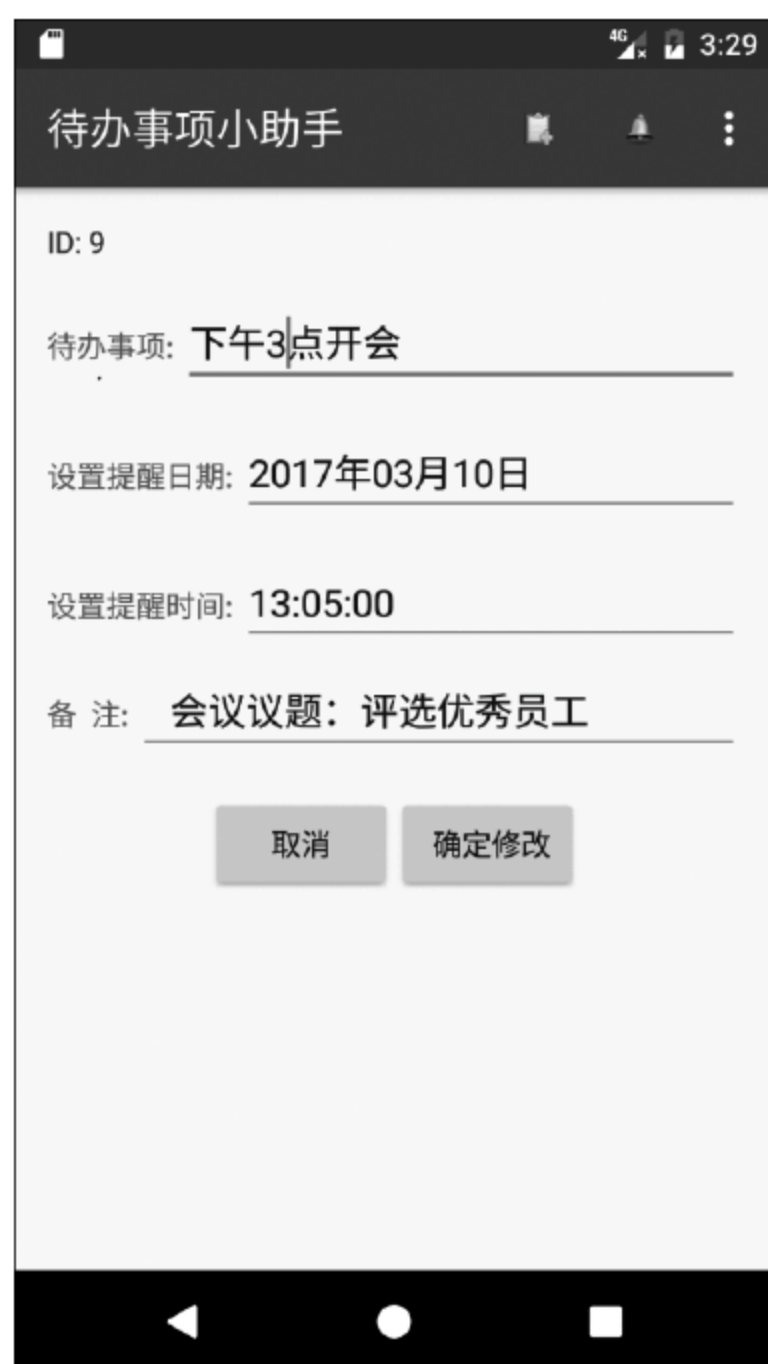 4G 3:29
待办事项小助手
ID: 9
待办事项: 下午3点开会
设置提醒日期: 2017年03月10日
设置提醒时间: 13:05:00
备 注: 会议议题：评选优秀员工
取消 确定修改